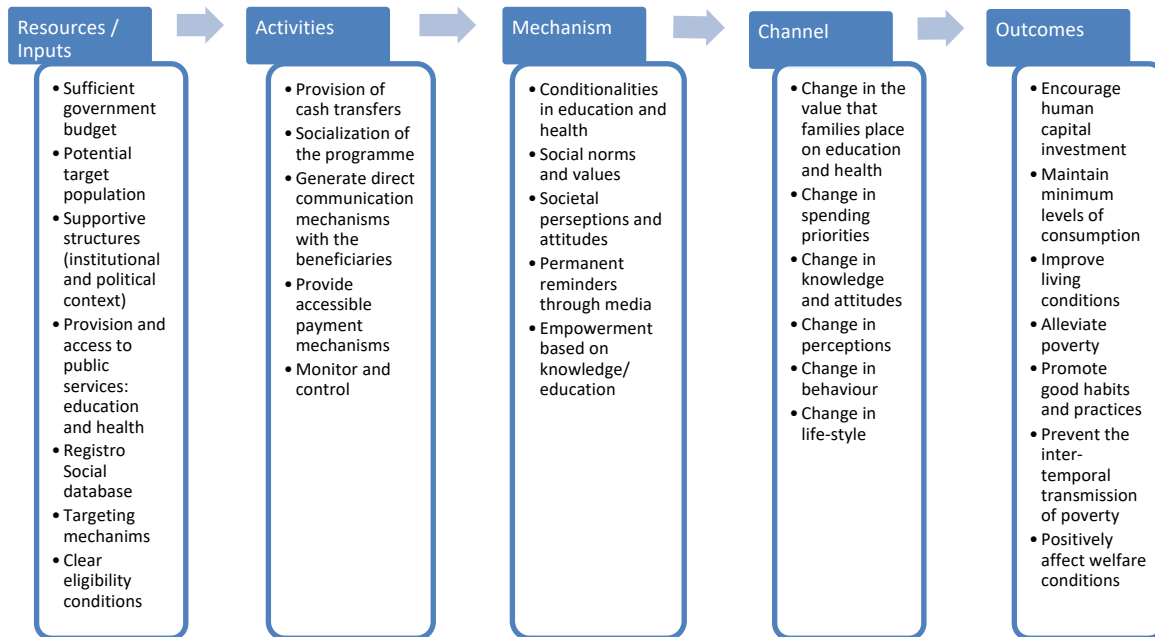 Resources /
Inputs
• Sufficient
government
budget
• Potential
target
population
• Supportive
structures
(institutional
and political
context)
• Provision and
access to
public
services:
education
and health
• Registro
Social
database
• Targeting
mechanims
• Clear
eligibility
conditions
Activities
• Provision of
cash transfers
• Socialization of
the programme
• Generate direct
communication
mechanisms
with the
beneficiaries
• Provide
accessible
payment
mechanisms
• Monitor and
control
Mechanism
• Conditionalities
in education and
health
• Social norms
and values
• Societal
perseptions and
attitudes
• Permanent
reminders
through media
• Empowerment
based on
knowledge/
education
Channel
• Change in the
value that
families place
on education
and health
• Change in
spending
priorities
• Change in
knowledge
and attitudes
• Change in
perceptions
• Change in
behaviour
• Change in
life-style
Outcomes
• Encourage
human
capital
investment
• Maintain
minimum
levels of
consumption
• Improve
living
conditions
• Alleviate
poverty
• Promote
good habits
and practices
• Prevent the
inter-
temporal
transmission
of poverty
• Positively
affect welfare
conditions